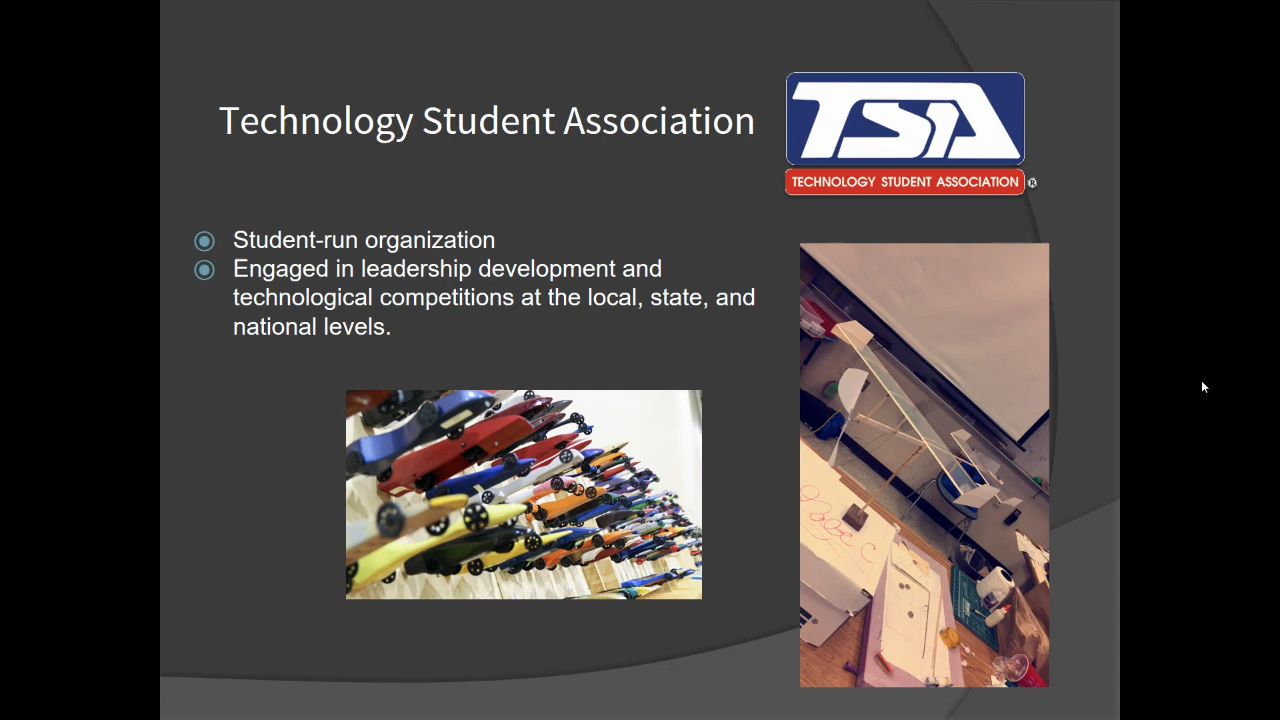 Technology Student Association
TSA
TECHNOLOGY STUDENT ASSOCIATION ®
Student-run organization
Engaged in leadership development and
technological competitions at the local, state, and
national levels.